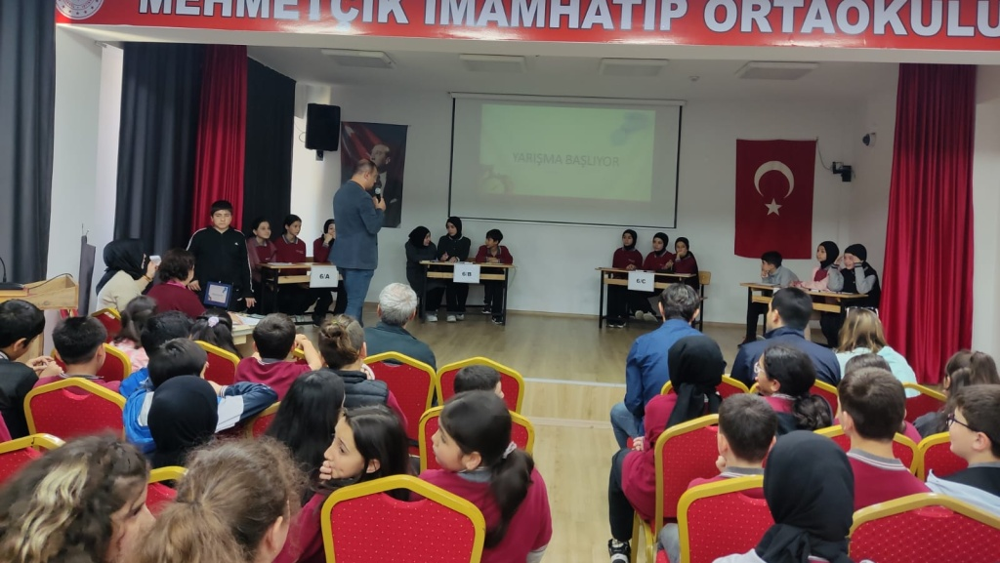 MEHMETÇİK İMAMHATİP ORTAOKULU
YARIŞMA BAŞLIYOR
6/A
6/B
6/C